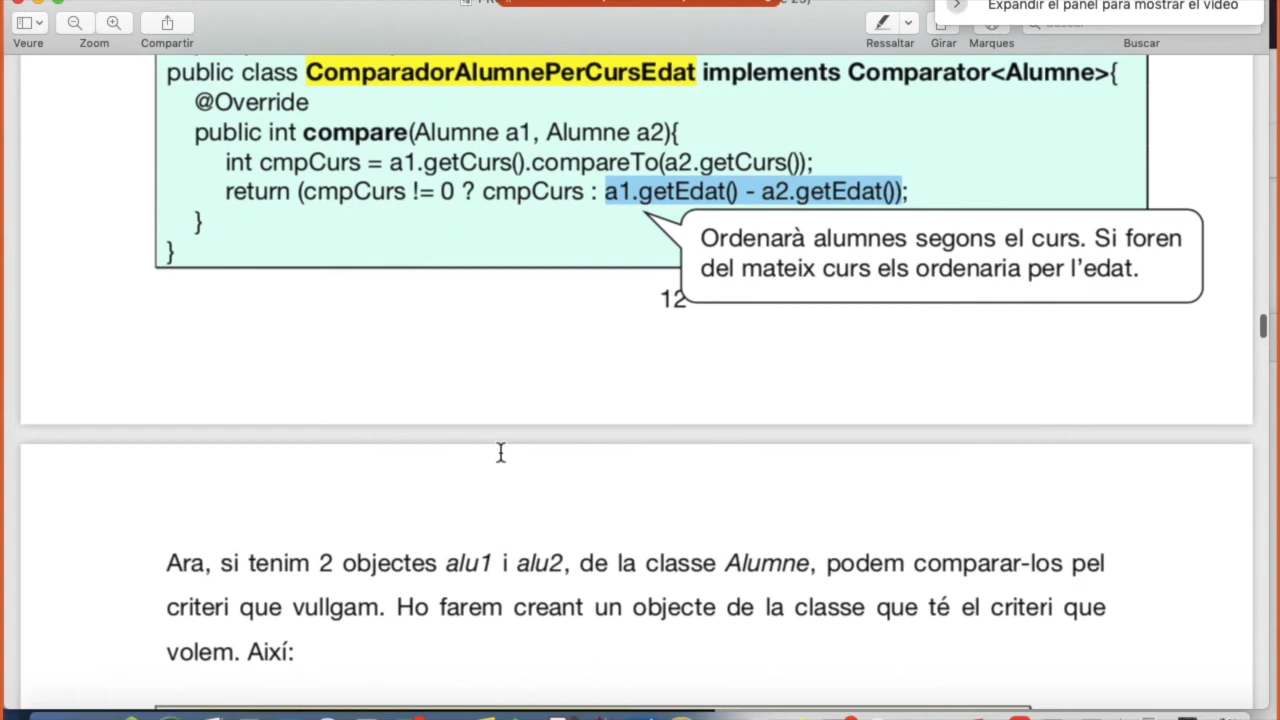 Expandir el panel para mostrar el vídeo
Veure
Zoom
Compartir
Ressaltar
Girar
Marques
Buscar
public class ComparadorAlumnePerCursEdat implements Comparator<Alumne>{
@Override
public int compare(Alumne a1, Alumne a2){
int cmpCurs = a1.getCurs().compareTo(a2.getCurs());
return (cmpCurs != 0 ? cmpCurs : a1.getEdat() - a2.getEdat());
}
}
Ordenarà alumnes segons el curs. Si foren
del mateix curs els ordenaria per l'edat.
12
Ara, si tenim 2 objectes alu1 i alu2, de la classe Alumne, podem comparar-los pel
criteri que vullgam. Ho farem creant un objecte de la classe que té el criteri que
volem. Així: